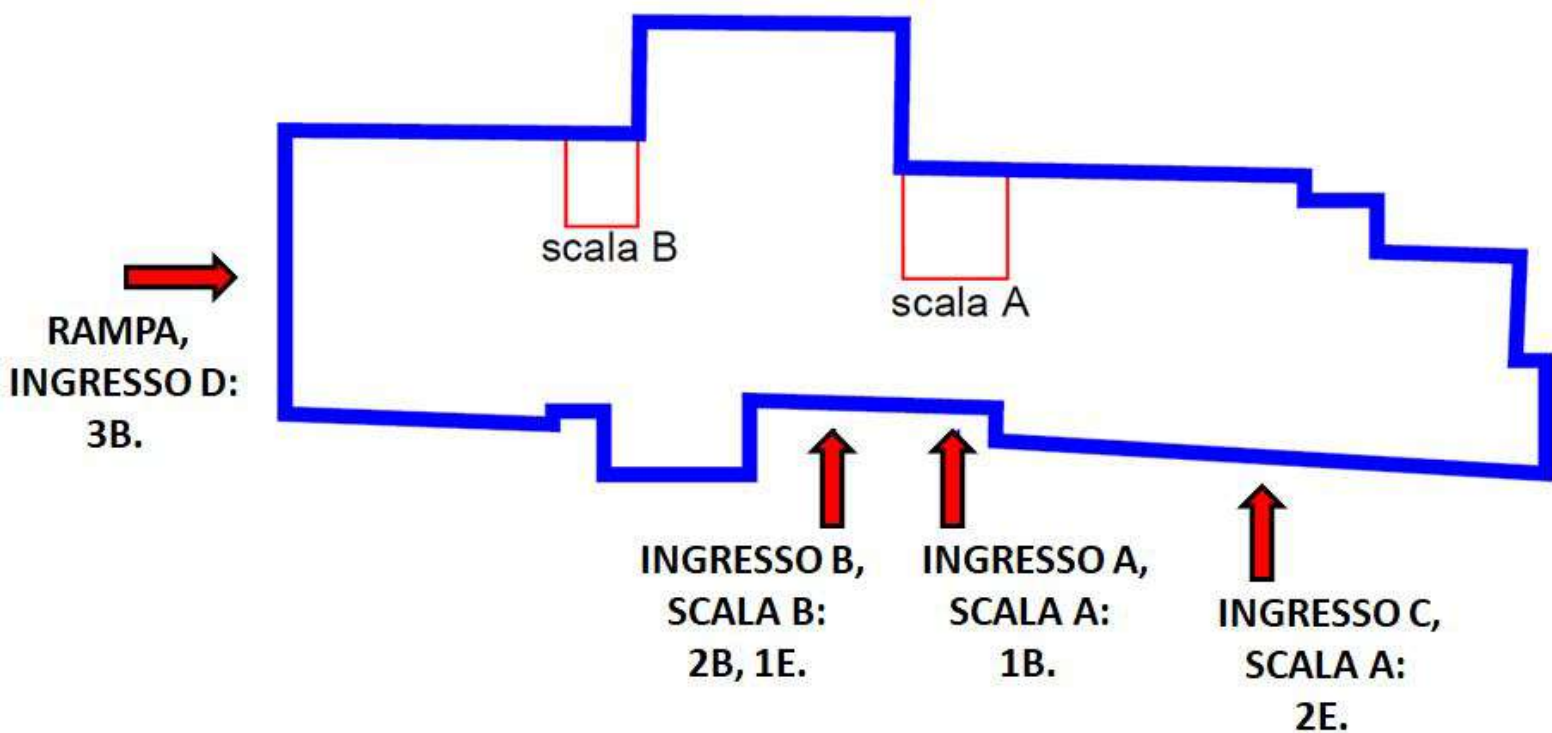 scala B
scala A
RAMPA,
INGRESSO D:
3B.
INGRESSO B,
SCALA B:
2B, 1E.
INGRESSO A,
SCALA A:
1B.
INGRESSO C,
SCALA A:
2E.